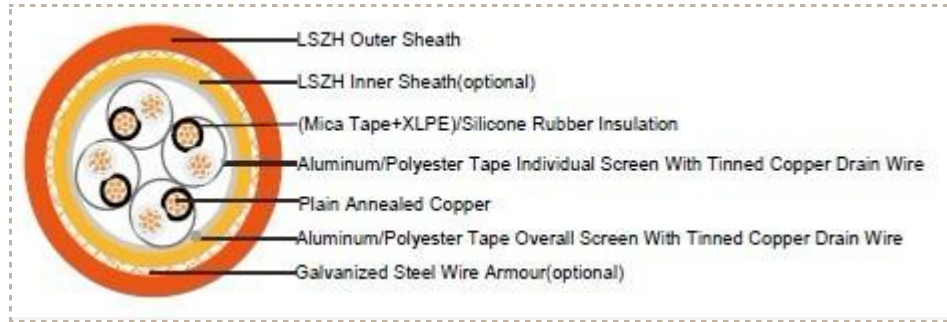 LSZH Outer Sheath
LSZH Inner Sheath(optional)
(Mica Tape+XLPE)/Silicone Rubber Insulation
Aluminum/Polyester Tape Individual Screen With Tinned Copper Drain Wire
Plain Annealed Copper
Aluminum/Polyester Tape Overall Screen With Tinned Copper Drain Wire
Galvanized Steel Wire Armour(optional)